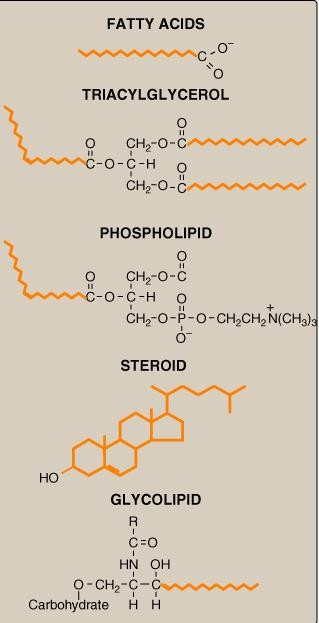 FATTY ACIDS
C O⁻
O
TRIACYLGLYCEROL
O
O CH₂–O–C
C–O–C–H O
CH₂–O–C
PHOSPHOLIPID
O
O CH₂–O–C
C–O–C–H O +
CH₂–O–P–O–CH₂CH₂N(CH₃)₃
O⁻
STEROID
HO
GLYCOLIPID
R
C=O
HN OH
O–CH₂–C–C
Carbohydrate H H